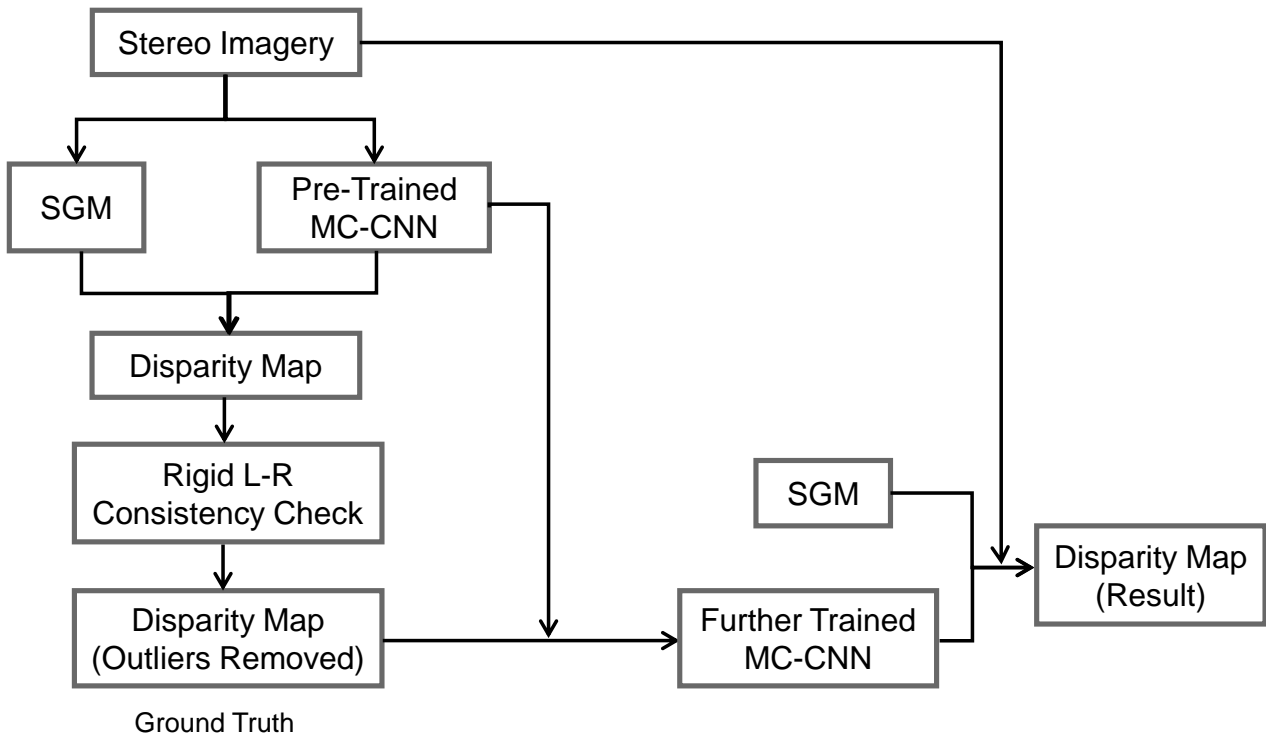 Stereo Imagery
SGM
Pre-Trained
MC-CNN
Disparity Map
Rigid L-R
Consistency Check
SGM
Disparity Map
(Result)
Disparity Map
(Outliers Removed)
Further Trained
MC-CNN
Ground Truth